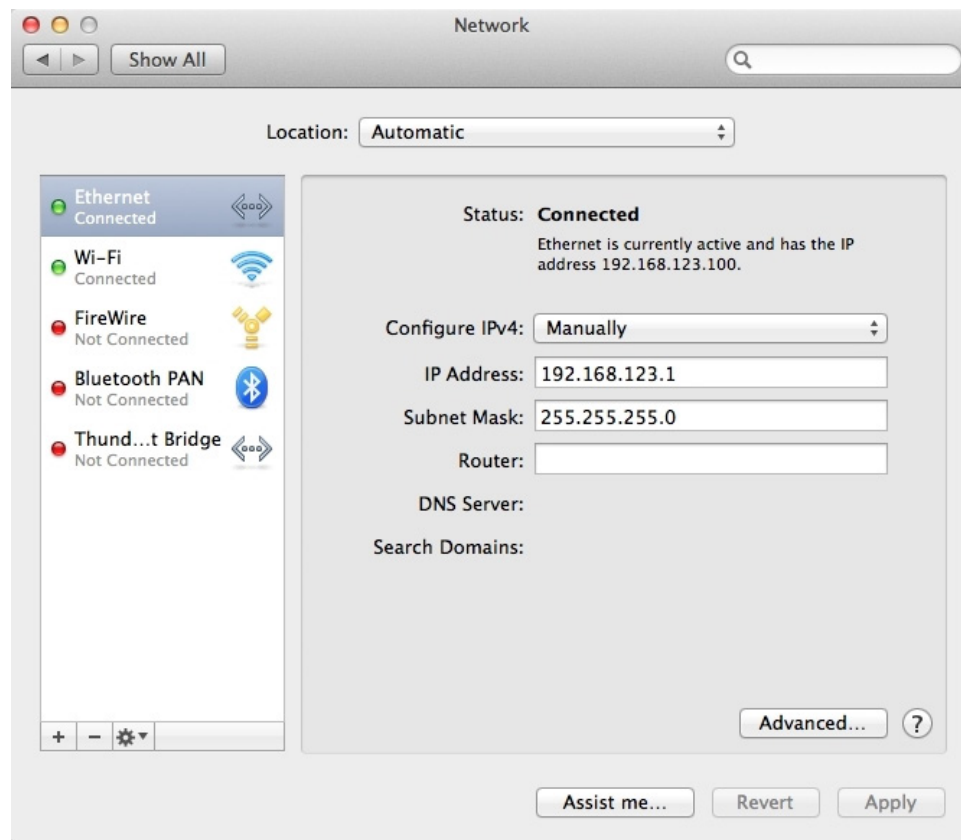 Network
Show All
Location: Automatic
Ethernet
Connected
Wi-Fi
Connected
FireWire
Not Connected
Bluetooth PAN
Not Connected
Thund...t Bridge
Not Connected
Status: Connected
Ethernet is currently active and has the IP
address 192.168.123.100.
Configure IPv4: Manually
IP Address: 192.168.123.1
Subnet Mask: 255.255.255.0
Router:
DNS Server:
Search Domains:
+ −
Advanced... ?
Assist me... Revert Apply